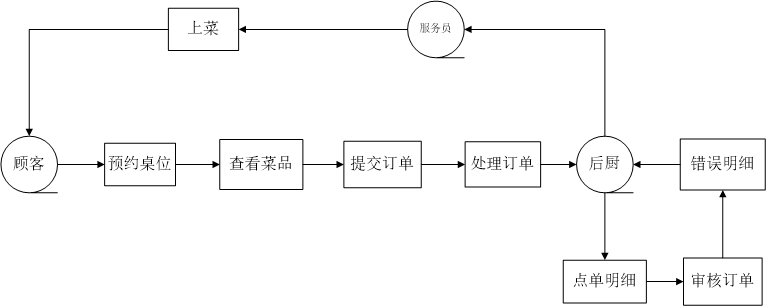 上菜
服务员
顾客
预约桌位
查看菜品
提交订单
处理订单
后厨
错误明细
点单明细
审核订单